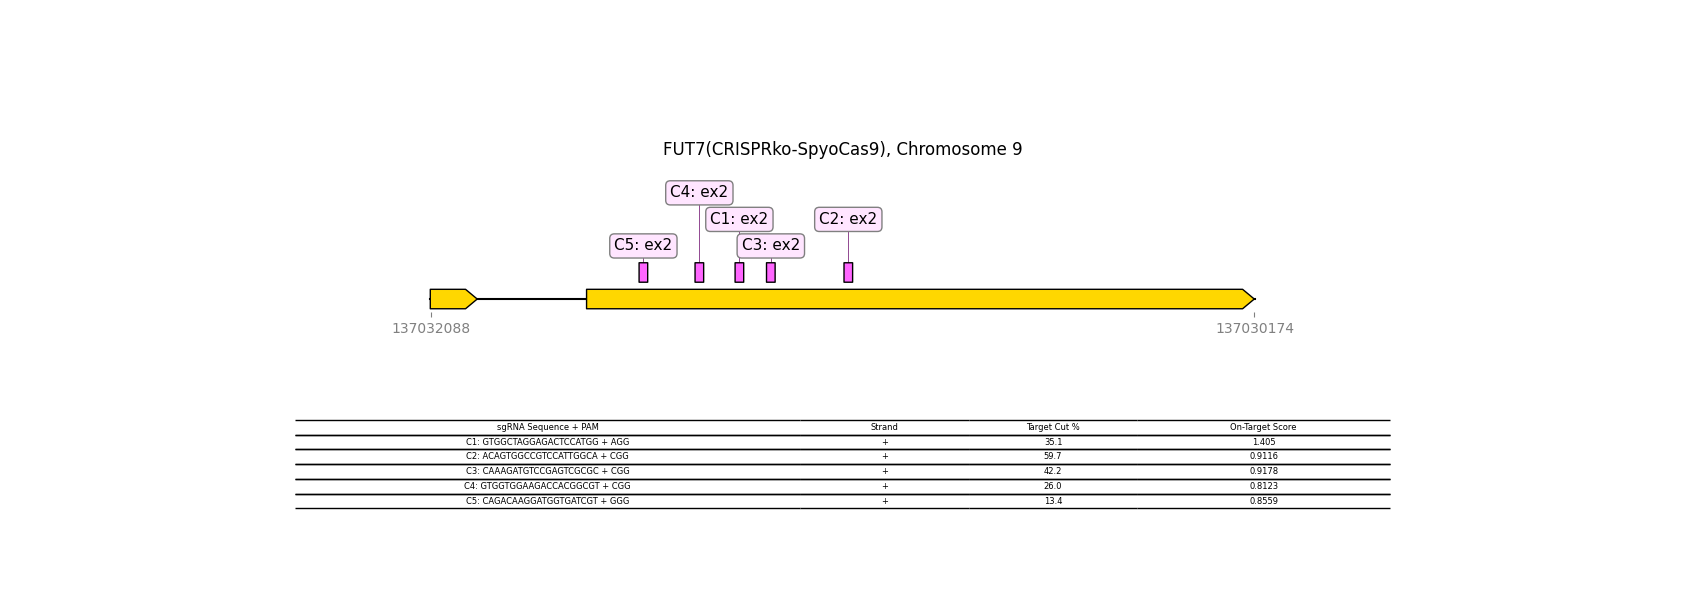 FUT7(CRISPRko-SpyoCas9), Chromosome 9
C4: ex2
C1: ex2
C2: ex2
C5: ex2
C3: ex2
137032088
137030174
sgRNA Sequence + PAM Strand Target Cut % On-Target Score
C1: GTGGCTAGGAGACTCCATGG + AGG + 35.1 1.405
C2: ACAGTGGCCGTCCATTGGCA + CGG + 59.7 0.9116
C3: CAAAGATGTCCGAGTCGCGC + CGG + 42.2 0.9178
C4: GTGGTGGAAGACCACGGCGT + CGG + 26.0 0.8123
C5: CAGACAAGGATGGTGATCGT + GGG + 13.4 0.8559